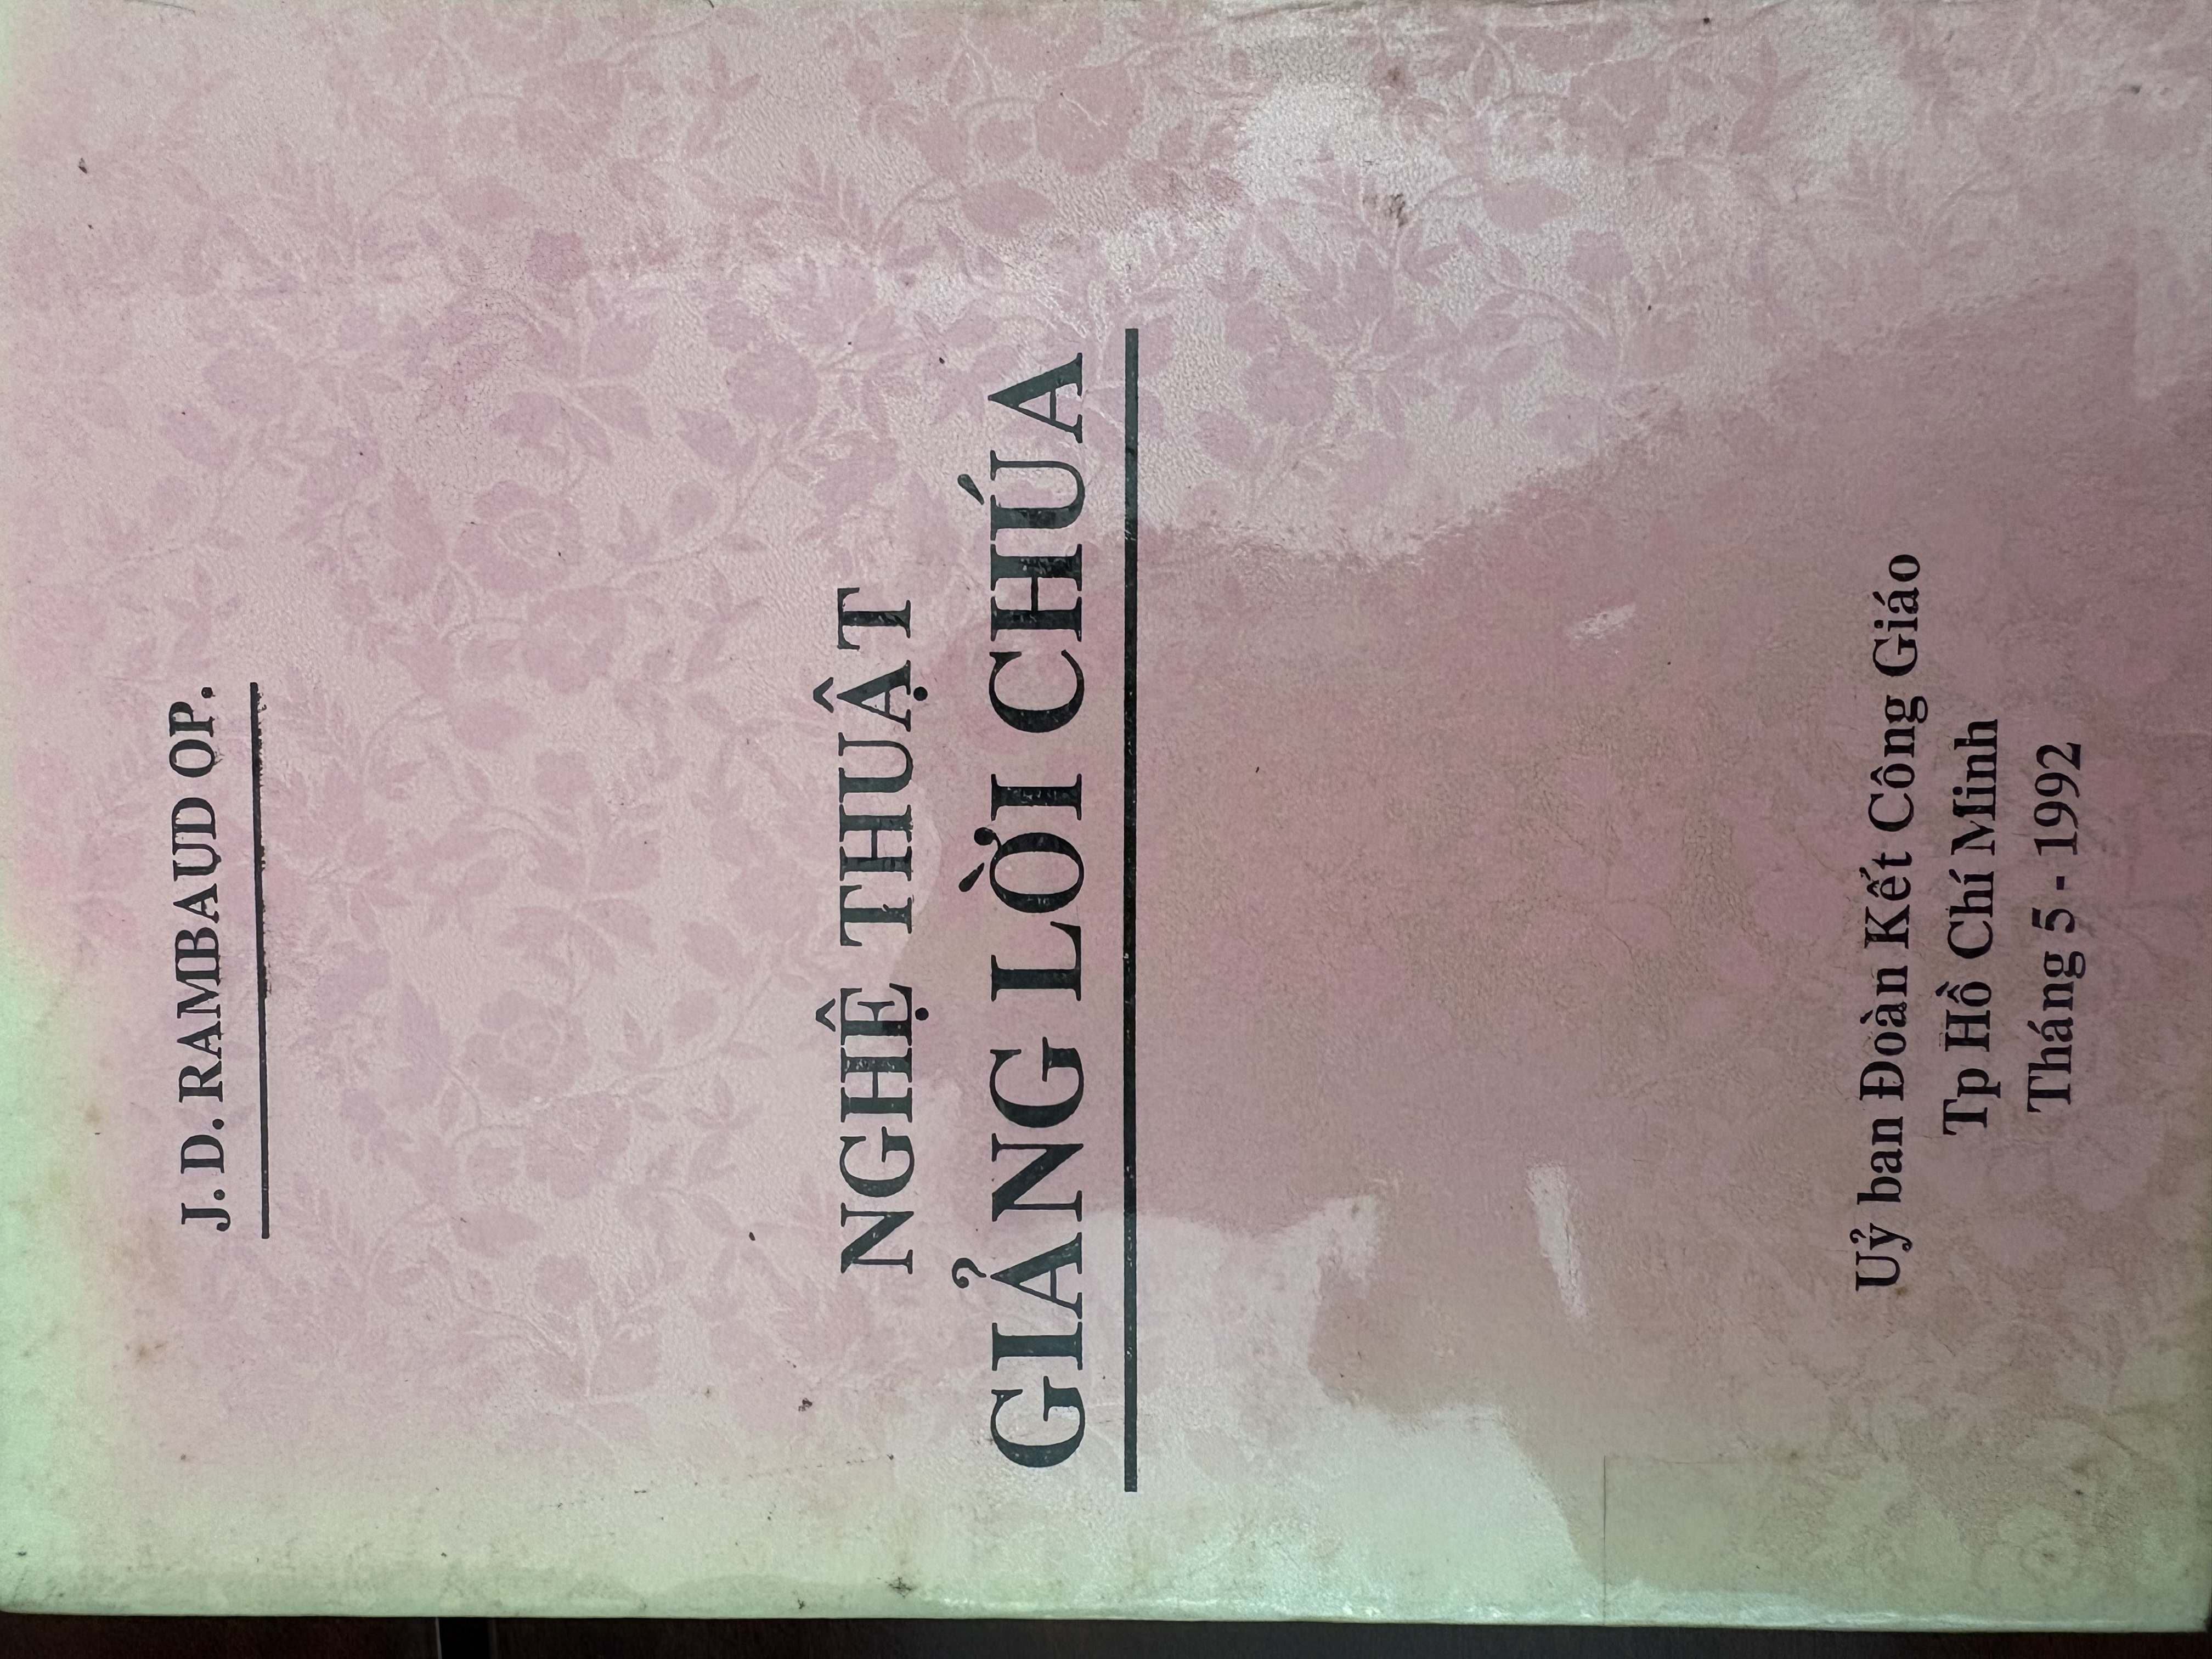 J. D. RAMBAUD OP.
NGHỆ THUẬT
GIẢNG LỜI CHÚA
Uỷ ban Đoàn Kết Công Giáo
Tp Hồ Chí Minh
Tháng 5 - 1992